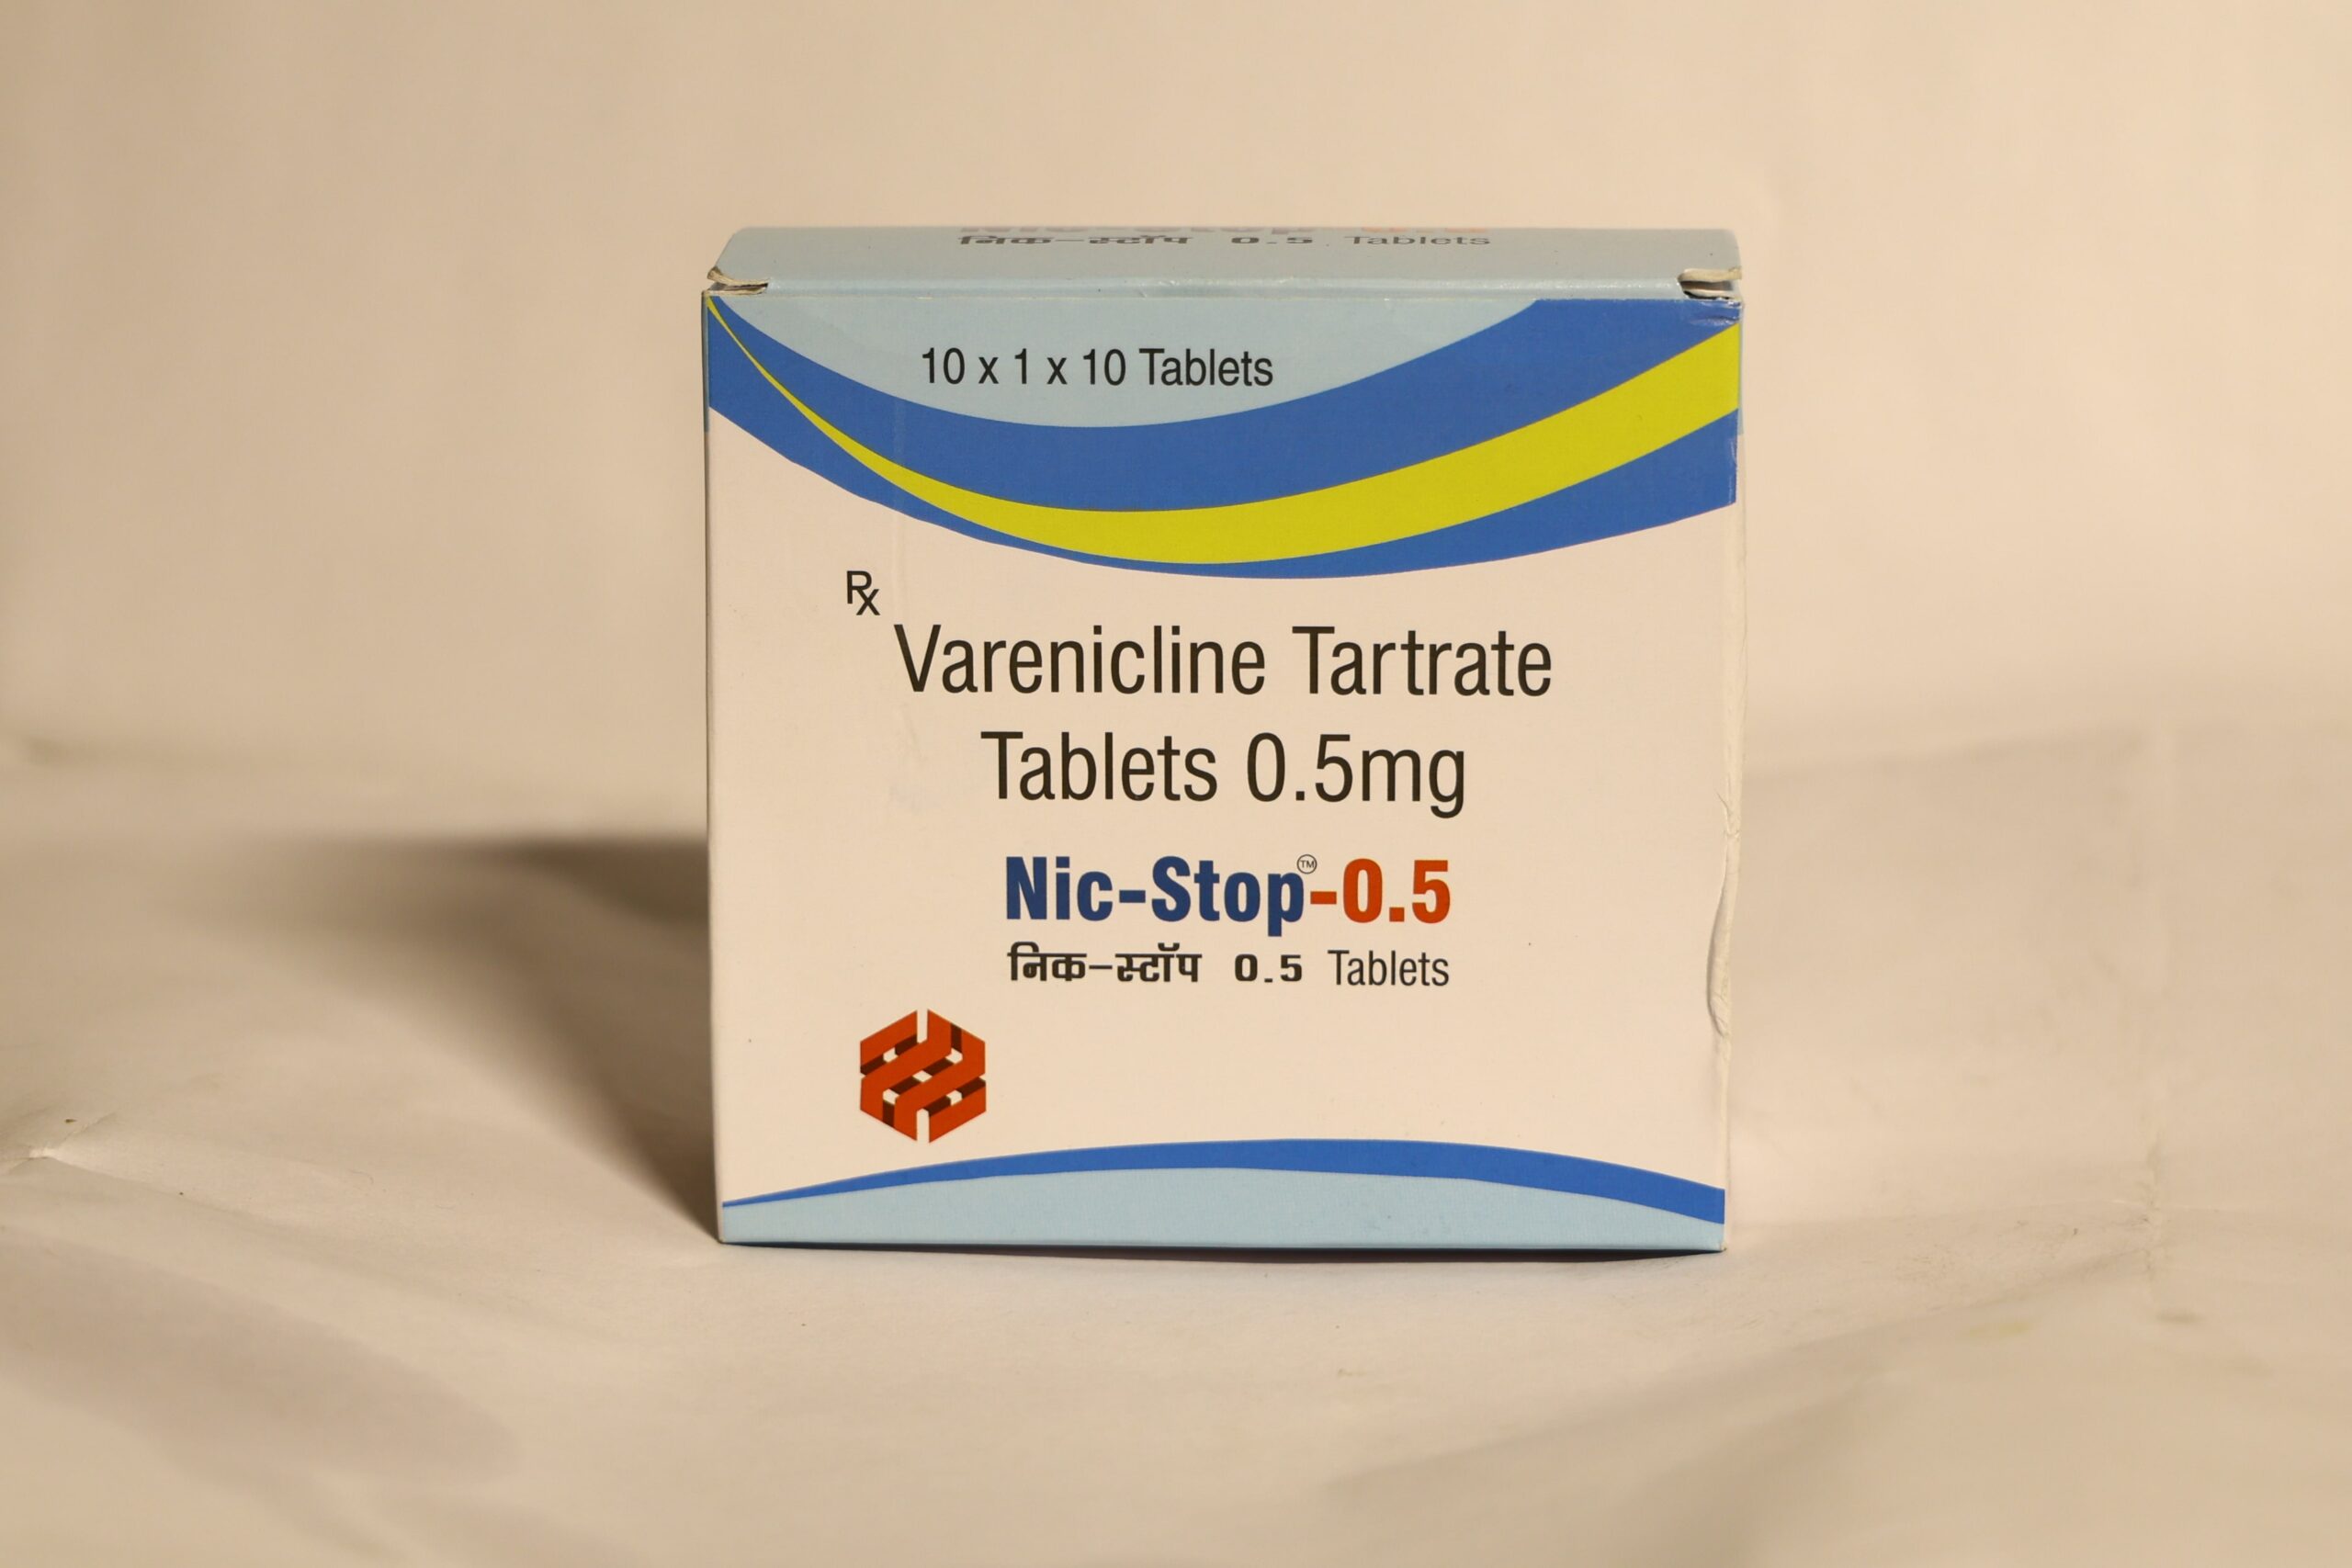 निक-स्टॉप 0.5 Tablets
10 x 1 x 10 Tablets
Rx
Varenicline Tartrate
Tablets 0.5mg
Nic-Stop™-0.5
निक-स्टॉप 0.5 Tablets